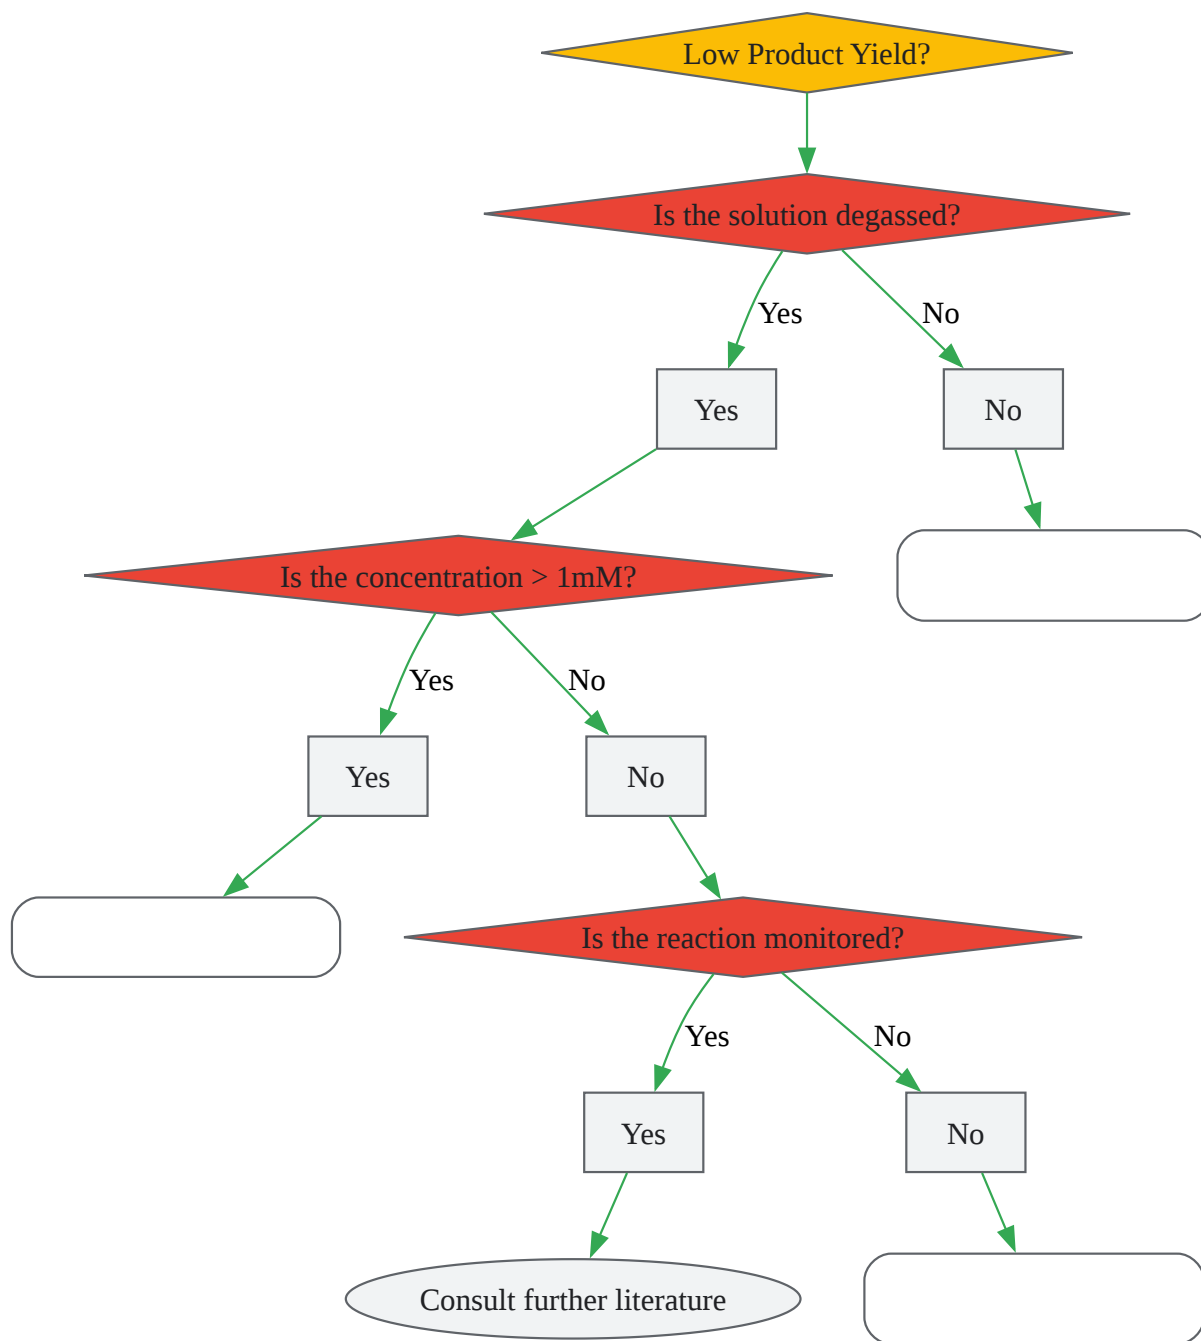 Low Product Yield?
Is the solution degassed?
Yes
No
Yes
No
Is the concentration > 1mM?
Yes
No
Yes
No
Is the reaction monitored?
Yes
No
Yes
No
Consult further literature